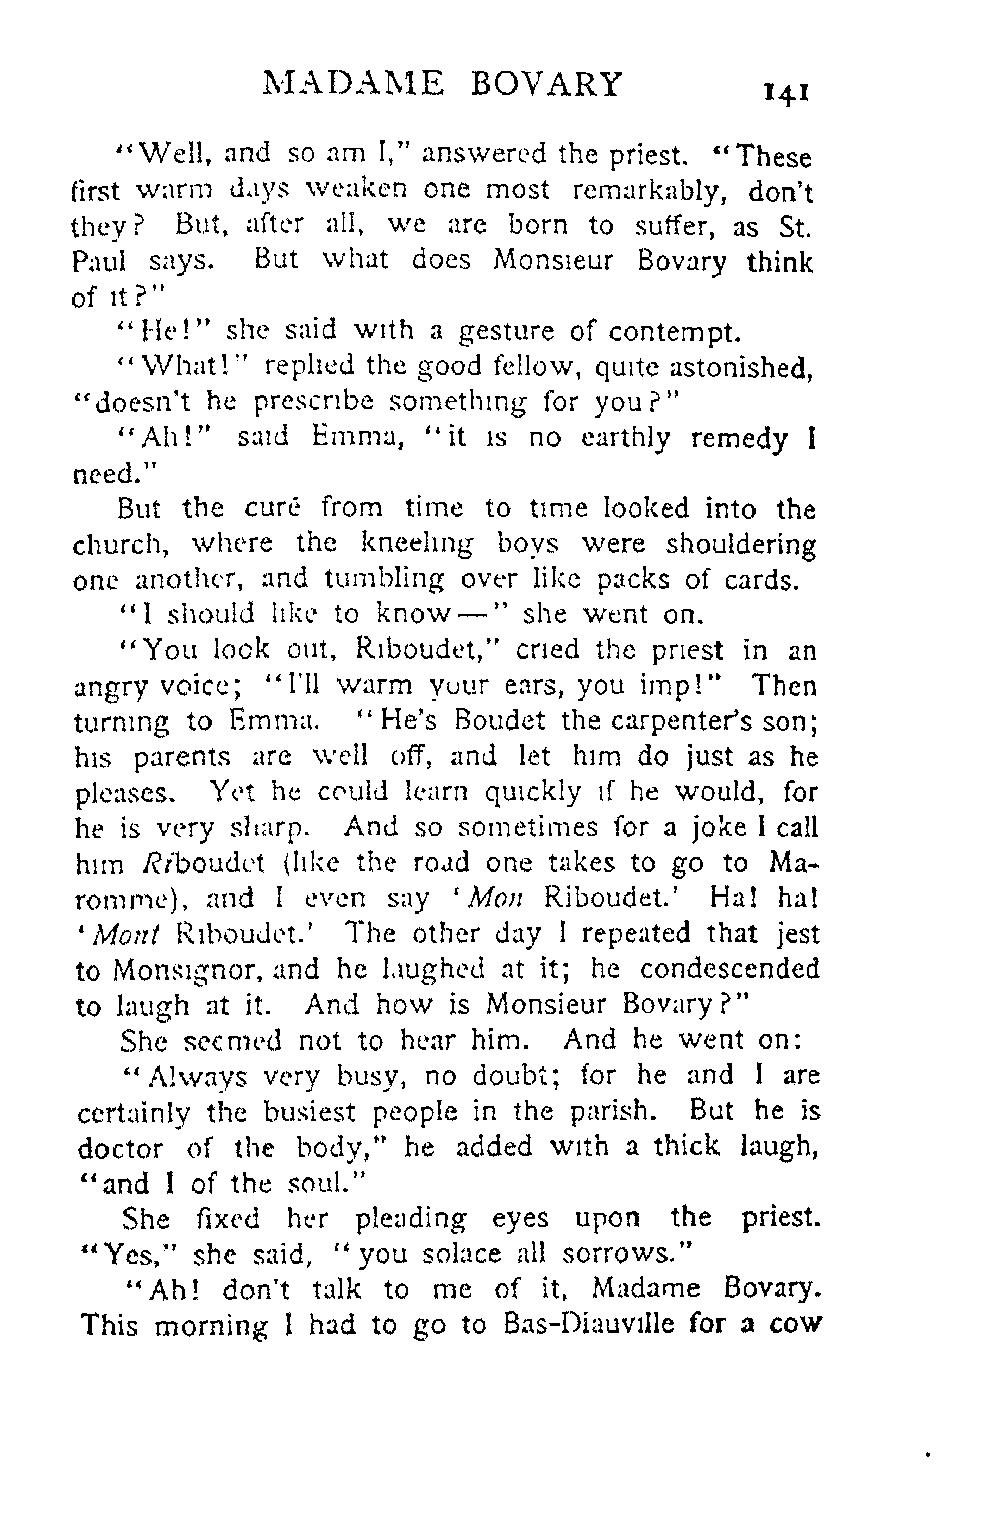 MADAME BOVARY 141
"Well, and so am I," answered the priest. "These
first warm days weaken one most remarkably, don't
they? But, after all, we are born to suffer, as St.
Paul says. But what does Monsieur Bovary think
of it?"
"He!" she said with a gesture of contempt.
"What!" replied the good fellow, quite astonished,
"doesn't he prescribe something for you?"
"Ah!" said Emma, "it is no earthly remedy I
need."
But the curé from time to time looked into the
church, where the kneeling boys were shouldering
one another, and tumbling over like packs of cards.
"I should like to know—" she went on.
"You look out, Riboudet," cried the priest in an
angry voice; "I'll warm your ears, you imp!" Then
turning to Emma. "He's Boudet the carpenter's son;
his parents are well off, and let him do just as he
pleases. Yet he could learn quickly if he would, for
he is very sharp. And so sometimes for a joke I call
him Riboudet (like the road one takes to go to Ma-
romme), and I even say 'Mon Riboudet.' Ha! ha!
'Mont Riboudet.' The other day I repeated that jest
to Monsignor, and he laughed at it; he condescended
to laugh at it. And how is Monsieur Bovary?"
She seemed not to hear him. And he went on:
"Always very busy, no doubt; for he and I are
certainly the busiest people in the parish. But he is
doctor of the body," he added with a thick laugh,
"and I of the soul."
She fixed her pleading eyes upon the priest.
"Yes," she said, "you solace all sorrows."
"Ah! don't talk to me of it, Madame Bovary.
This morning I had to go to Bas-Diauville for a cow